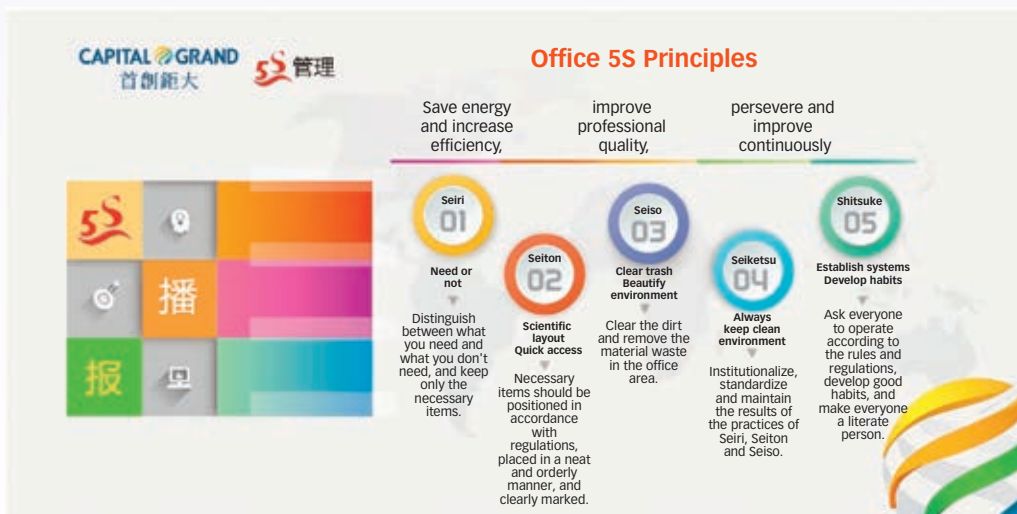 CAPITAL GRAND
首創鉅大
5S管理
Office 5S Principles
Save energy
and increase
efficiency,
improve
professional
quality,
persevere and
improve
continuously
5S
播
报
Seiri
01
Need or
not
Distinguish
between what
you need and
what you don't
need, and keep
only the
necessary
items.
Seiton
02
Scientific
layout
Quick access
Necessary
items should be
positioned in
accordance
with
regulations,
placed in a neat
and orderly
manner, and
clearly marked.
Seiso
03
Clear trash
Beautify
environment
Clear the dirt
and remove the
material waste
in the office
area.
Seiketsu
04
Always
keep clean
environment
Institutionalize,
standardize
and maintain
the results of
the practices of
Seiri, Seiton
and Seiso.
Shitsuke
05
Establish systems
Develop habits
Ask everyone
to operate
according to
the rules and
regulations,
develop good
habits, and
make everyone
a literate
person.